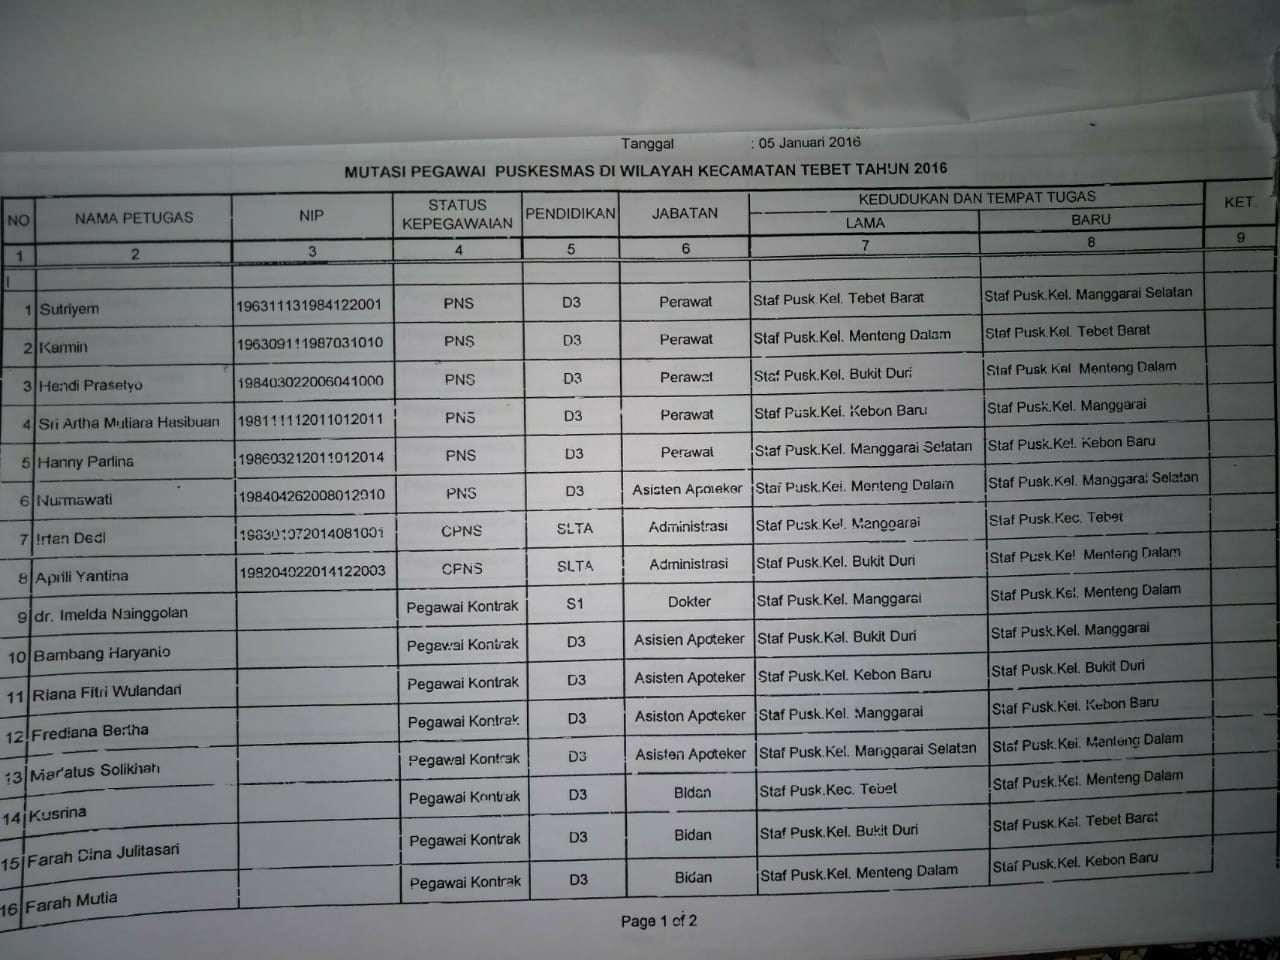 Tanggal : 05 Januari 2016
MUTASI PEGAWAI PUSKESMAS DI WILAYAH KECAMATAN TEBET TAHUN 2016
NO NAMA PETUGAS NIP STATUS KEPEGAWAIAN PENDIDIKAN JABATAN KEDUDUKAN DAN TEMPAT TUGAS KET.
LAMA BARU
1 2 3 4 5 6 7 8 9
I
1 Sutriyem 196311131984122001 PNS D3 Perawat Staf Pusk.Kel. Tebet Barat Staf Pusk.Kel. Manggarai Selatan
2 Karmin 196309111987031010 PNS D3 Perawat Staf Pusk.Kel. Menteng Dalam Staf Pusk.Kel. Tebet Barat
3 Hendi Prasetyo 198403022006041000 PNS D3 Perawat Staf Pusk.Kel. Bukit Duri Staf Pusk Kel Menteng Dalam
4 Sri Artha Mutiara Hasibuan 198111112011012011 PNS D3 Perawat Staf Pusk.Kel. Kebon Baru Staf Pusk.Kel. Manggarai
5 Hanny Parlina 198603212011012014 PNS D3 Perawat Staf Pusk.Kel. Manggarai Selatan Staf Pusk.Kel. Kebon Baru
6 Nurmawati 198404262008012010 PNS D3 Asisten Apoteker Staf Pusk.Kel. Menteng Dalam Staf Pusk.Kel. Manggarai Selatan
7 Irfan Dedi 198301072014081001 CPNS SLTA Administrasi Staf Pusk.Kel. Manggarai Staf Pusk.Kec. Tebet
8 Aprili Yantina 198204022014122003 CPNS SLTA Administrasi Staf Pusk.Kel. Bukit Duri Staf Pusk.Kel Menteng Dalam
9 dr. Imelda Nainggolan Pegawai Kontrak S1 Dokter Staf Pusk.Kel. Manggarai Staf Pusk.Kel. Menteng Dalam
10 Bambang Haryanto Pegawai Kontrak D3 Asisten Apoteker Staf Pusk.Kel. Bukit Duri Staf Pusk.Kel. Manggarai
11 Riana Fitri Wulandari Pegawai Kontrak D3 Asisten Apoteker Staf Pusk.Kel. Kebon Baru Staf Pusk.Kel. Bukit Duri
12 Frediana Bertha Pegawai Kontrak D3 Asisten Apoteker Staf Pusk.Kel. Manggarai Staf Pusk.Kel. Kebon Baru
13 Mar'atus Solikhah Pegawai Kontrak D3 Asisten Apoteker Staf Pusk.Kel. Manggarai Selatan Staf Pusk.Kel. Menteng Dalam
14 Kusrina Pegawai Kontrak D3 Bidan Staf Pusk.Kec. Tebet Staf Pusk.Kel. Menteng Dalam
15 Farah Dina Julitasari Pegawai Kontrak D3 Bidan Staf Pusk.Kel. Bukit Duri Staf Pusk.Kel. Tebet Barat
16 Farah Mutia Pegawai Kontrak D3 Bidan Staf Pusk.Kel. Menteng Dalam Staf Pusk.Kel. Kebon Baru
Page 1 of 2